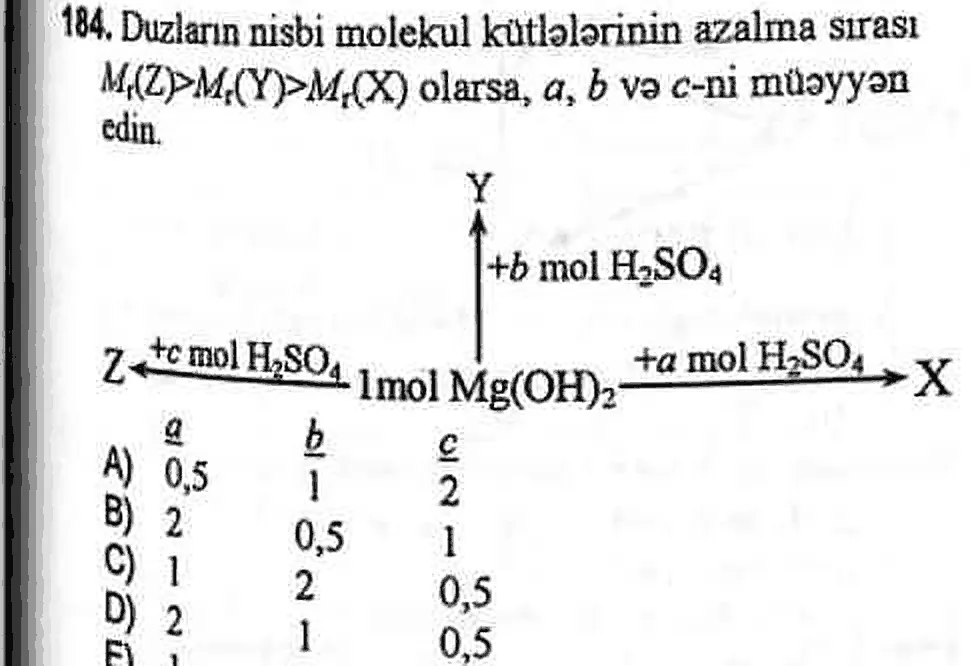 184. Duzların nisbi molekul kütlələrinin azalma sırası
Mᵣ(Z)>Mᵣ(Y)>Mᵣ(X) olarsa, a, b və c-ni müəyyən
edin.
Y
+b mol H₂SO₄
Z +c mol H₂SO₄ 1mol Mg(OH)₂ +a mol H₂SO₄ X
a b c
A) 0,5 1 2
B) 2 0,5 1
C) 1 2 0,5
D) 2 1 0,5
E) 1